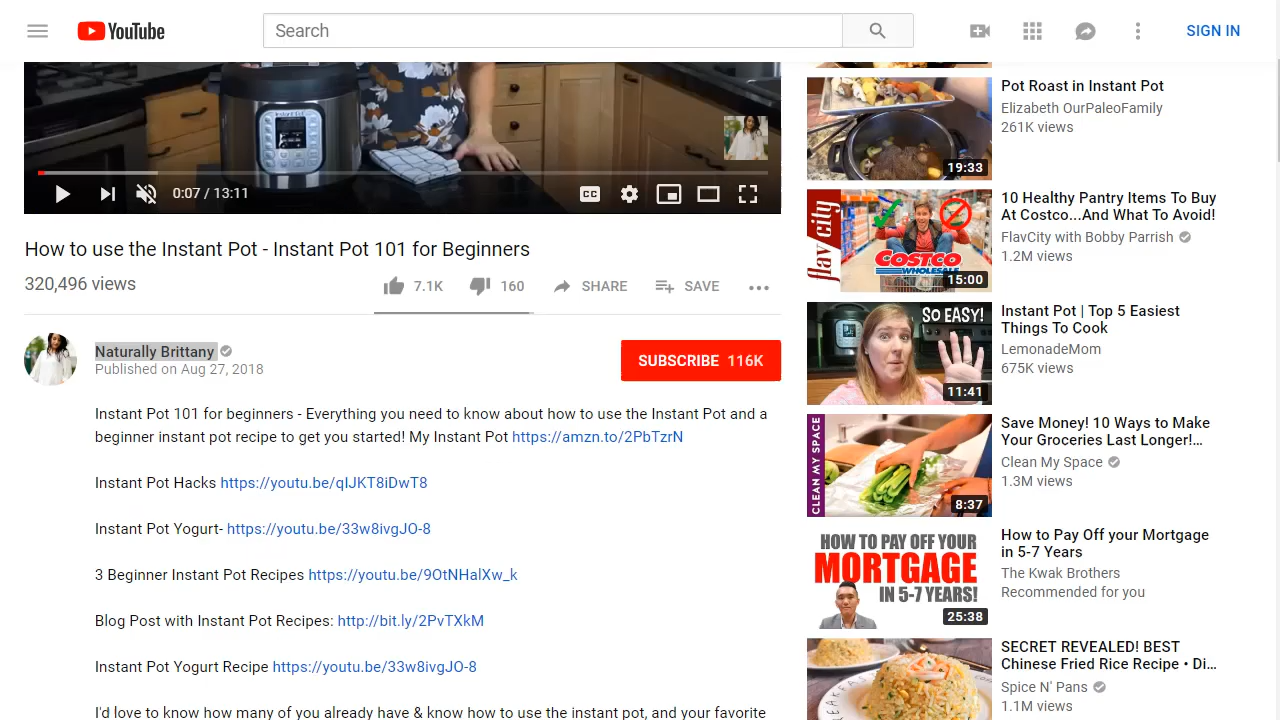 YouTube
Search
SIGN IN
0:07 / 13:11
CC
How to use the Instant Pot - Instant Pot 101 for Beginners
320,496 views
7.1K
160
SHARE
SAVE
Naturally Brittany
Published on Aug 27, 2018
SUBSCRIBE 116K
Instant Pot 101 for beginners - Everything you need to know about how to use the Instant Pot and a
beginner instant pot recipe to get you started! My Instant Pot https://amzn.to/2PbTzrN
Instant Pot Hacks https://youtu.be/qIJKT8iDwT8
Instant Pot Yogurt- https://youtu.be/33w8ivgJO-8
3 Beginner Instant Pot Recipes https://youtu.be/9OtNHalXw_k
Blog Post with Instant Pot Recipes: http://bit.ly/2PvTXkM
Instant Pot Yogurt Recipe https://youtu.be/33w8ivgJO-8
I'd love to know how many of you already have & know how to use the instant pot, and your favorite
19:33
Pot Roast in Instant Pot
Elizabeth OurPaleoFamily
261K views
flav city
COSTCO
WHOLESALE
15:00
10 Healthy Pantry Items To Buy
At Costco...And What To Avoid!
FlavCity with Bobby Parrish
1.2M views
SO EASY!
11:41
Instant Pot | Top 5 Easiest
Things To Cook
LemonadeMom
675K views
CLEAN MY SPACE
8:37
Save Money! 10 Ways to Make
Your Groceries Last Longer!...
Clean My Space
1.3M views
HOW TO PAY OFF YOUR
MORTGAGE
IN 5-7 YEARS!
25:38
How to Pay Off your Mortgage
in 5-7 Years
The Kwak Brothers
Recommended for you
SECRET REVEALED! BEST
Chinese Fried Rice Recipe • Di...
Spice N' Pans
1.1M views